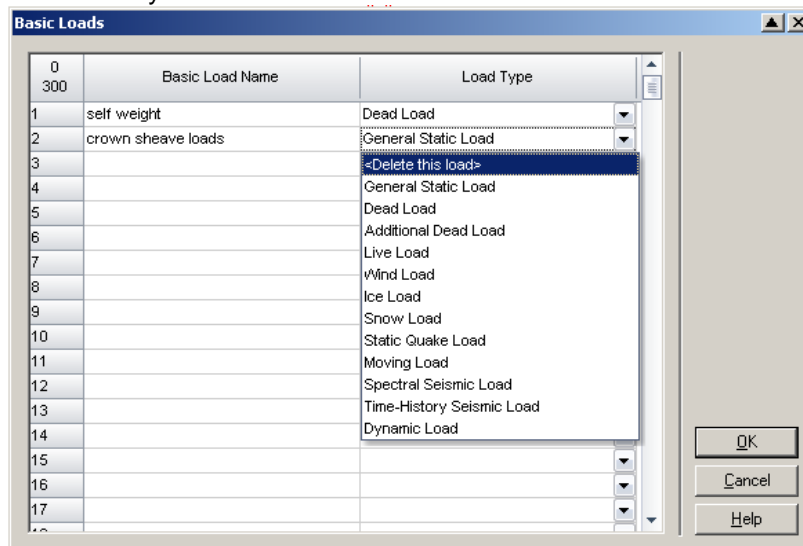 Basic Loads
0
300
Basic Load Name
Load Type
1 self weight Dead Load
2 crown sheave loads General Static Load
3 <Delete this load>
4 General Static Load
5 Dead Load
6 Additional Dead Load
7 Live Load
Wind Load
8 Ice Load
9 Snow Load
10 Static Quake Load
11 Moving Load
12 Spectral Seismic Load
13 Time-History Seismic Load
14 Dynamic Load
15
16
17
OK
Cancel
Help